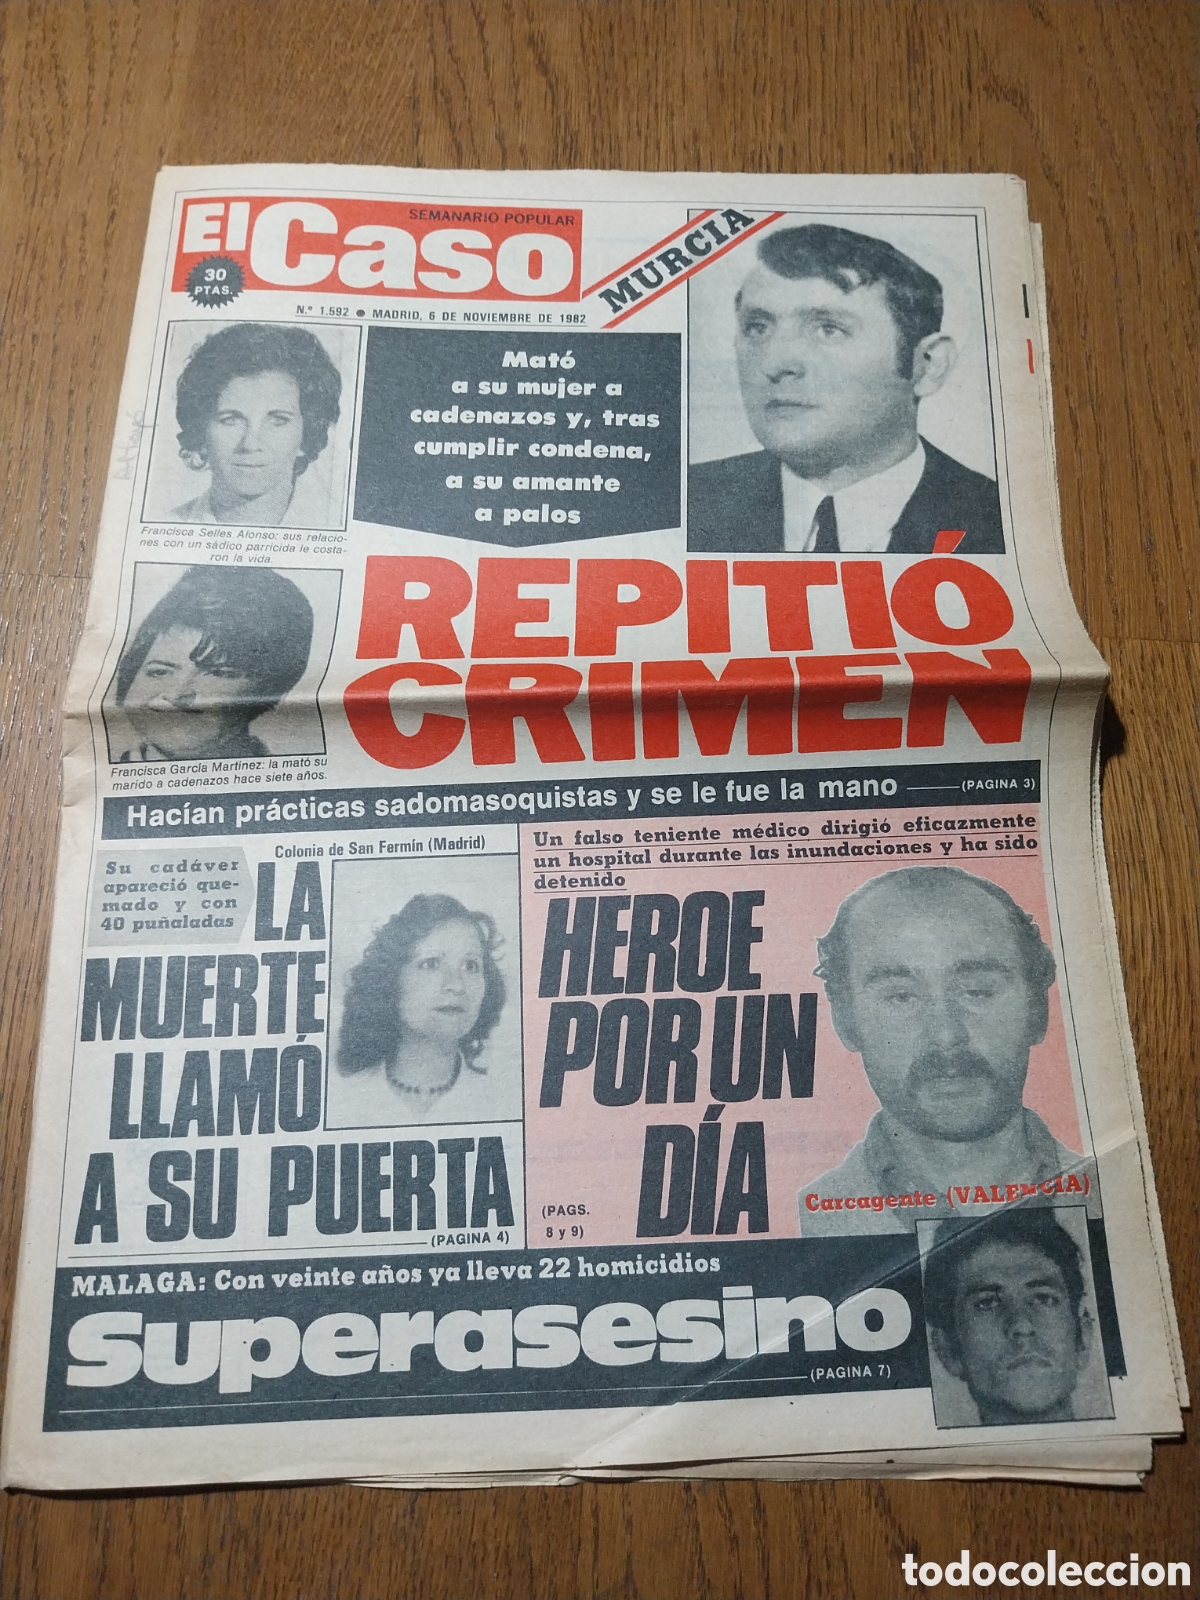 El Caso
SEMANARIO POPULAR
30
PTAS.
N.º 1.592 ● MADRID, 6 DE NOVIEMBRE DE 1982
MURCIA
Mató
a su mujer a
cadenazos y, tras
cumplir condena,
a su amante
a palos
Francisca Selles Alonso: sus relacio-
nes con un sádico parricida le costa-
ron la vida.
REPITIÓ
CRIMEN
Francisca García Martínez: la mató su
marido a cadenazos hace siete años.
Hacían prácticas sadomasoquistas y se le fue la mano
(PAGINA 3)
Colonia de San Fermín (Madrid)
Su cadáver
apareció que-
mado y con
40 puñaladas
LA
MUERTE
LLAMÓ
A SU PUERTA
(PAGINA 4)
Un falso teniente médico dirigió eficazmente
un hospital durante las inundaciones y ha sido
detenido
HEROE
POR UN
DÍA
(PAGS.
8 y 9)
Carcagente (VALENCIA)
MALAGA: Con veinte años ya lleva 22 homicidios
Superasesino
(PAGINA 7)
todocoleccion